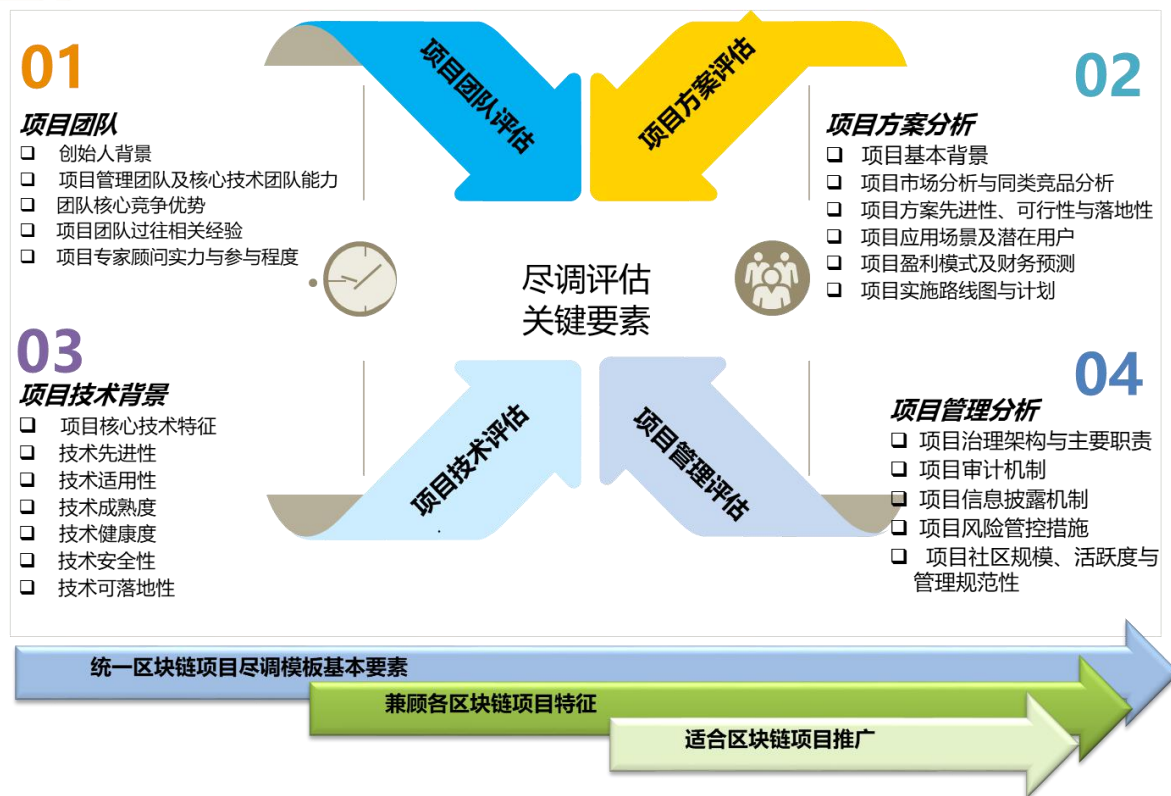 01
项目团队
创始人背景
项目管理团队及核心技术团队能力
团队核心竞争优势
项目团队过往相关经验
项目专家顾问实力与参与程度
项目团队评估
项目方案评估
02
项目方案分析
项目基本背景
项目市场分析与同类竞品分析
项目方案先进性、可行性与落地性
项目应用场景及潜在用户
项目盈利模式及财务预测
项目实施路线图与计划
尽调评估
关键要素
03
项目技术背景
项目核心技术特征
技术先进性
技术适用性
技术成熟度
技术健康度
技术安全性
技术可落地性
项目技术评估
项目管理评估
04
项目管理分析
项目治理架构与主要职责
项目审计机制
项目信息披露机制
项目风险管控措施
项目社区规模、活跃度与
管理规范性
统一区块链项目尽调模板基本要素
兼顾各区块链项目特征
适合区块链项目推广